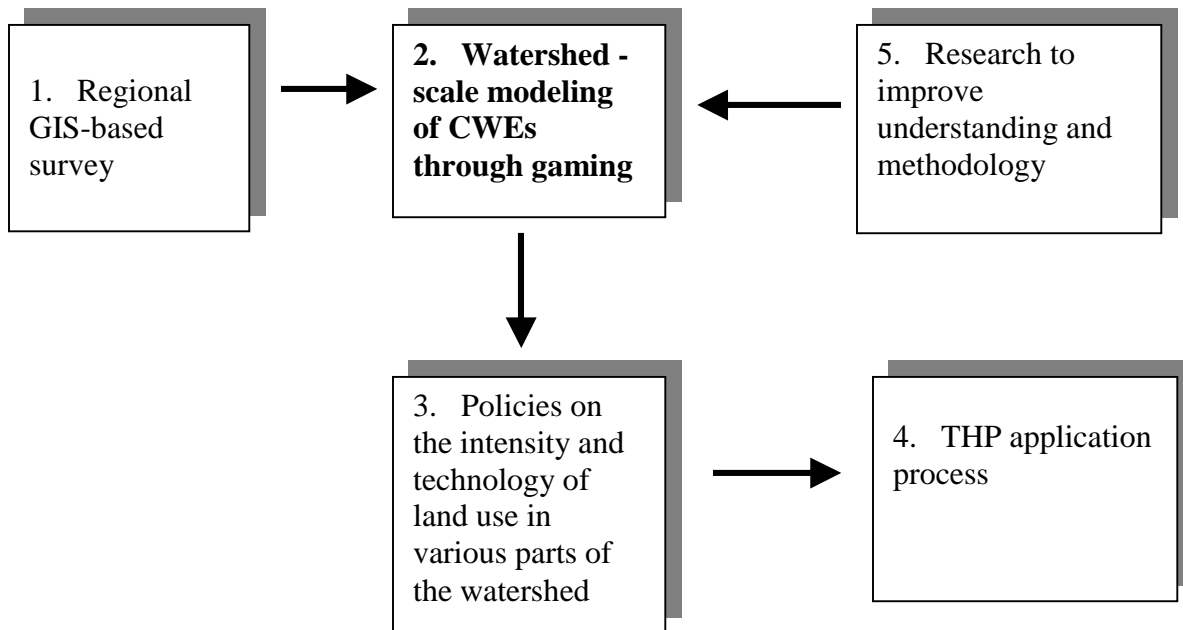 1. Regional
GIS-based
survey
2. Watershed -
scale modeling
of CWEs
through gaming
5. Research to
improve
understanding and
methodology
3. Policies on
the intensity and
technology of
land use in
various parts of
the watershed
4. THP application
process